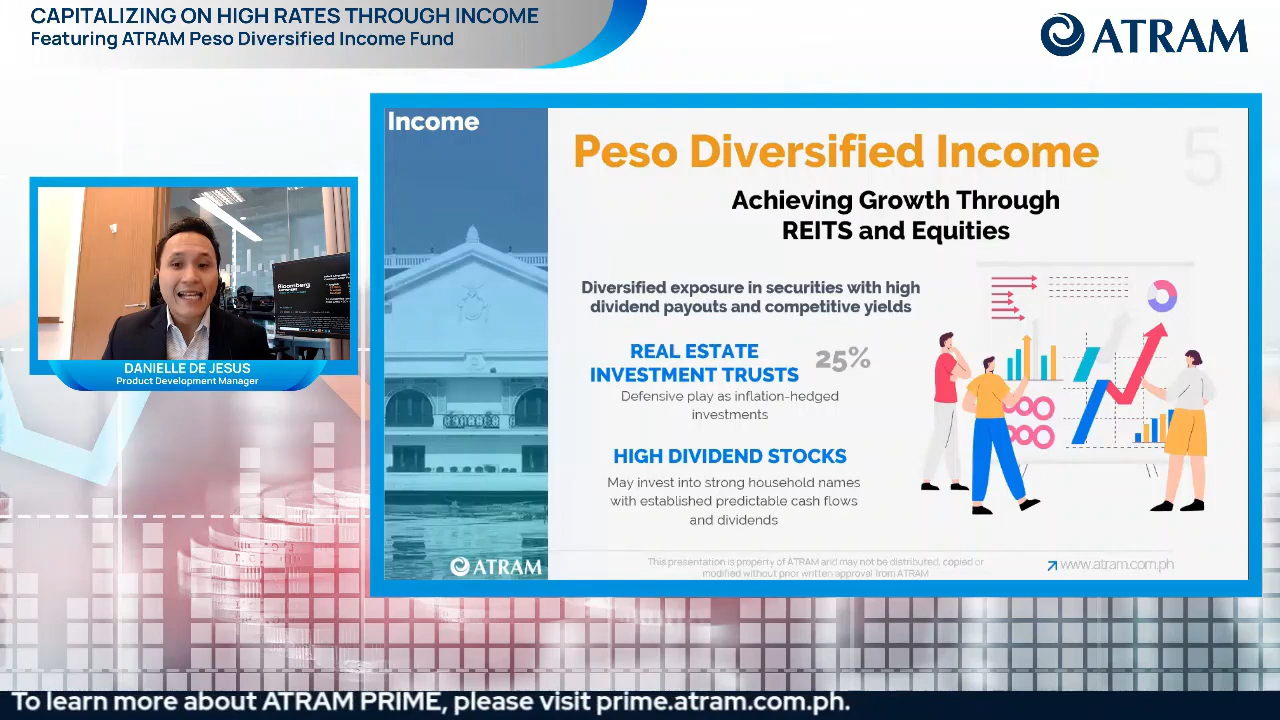 CAPITALIZING ON HIGH RATES THROUGH INCOME
Featuring ATRAM Peso Diversified Income Fund
ATRAM
Income
Peso Diversified Income
5
Achieving Growth Through
REITS and Equities
Diversified exposure in securities with high
dividend payouts and competitive yields
REAL ESTATE
INVESTMENT TRUSTS
25%
Defensive play as inflation-hedged
investments
HIGH DIVIDEND STOCKS
May invest into strong household names
with established predictable cash flows
and dividends
ATRAM
This presentation is property of ATRAM and may not be distributed, copied or
modified without prior written approval from ATRAM
www.atram.com.ph
Bloomberg
DANIELLE DE JESUS
Product Development Manager
To learn more about ATRAM PRIME, please visit prime.atram.com.ph.